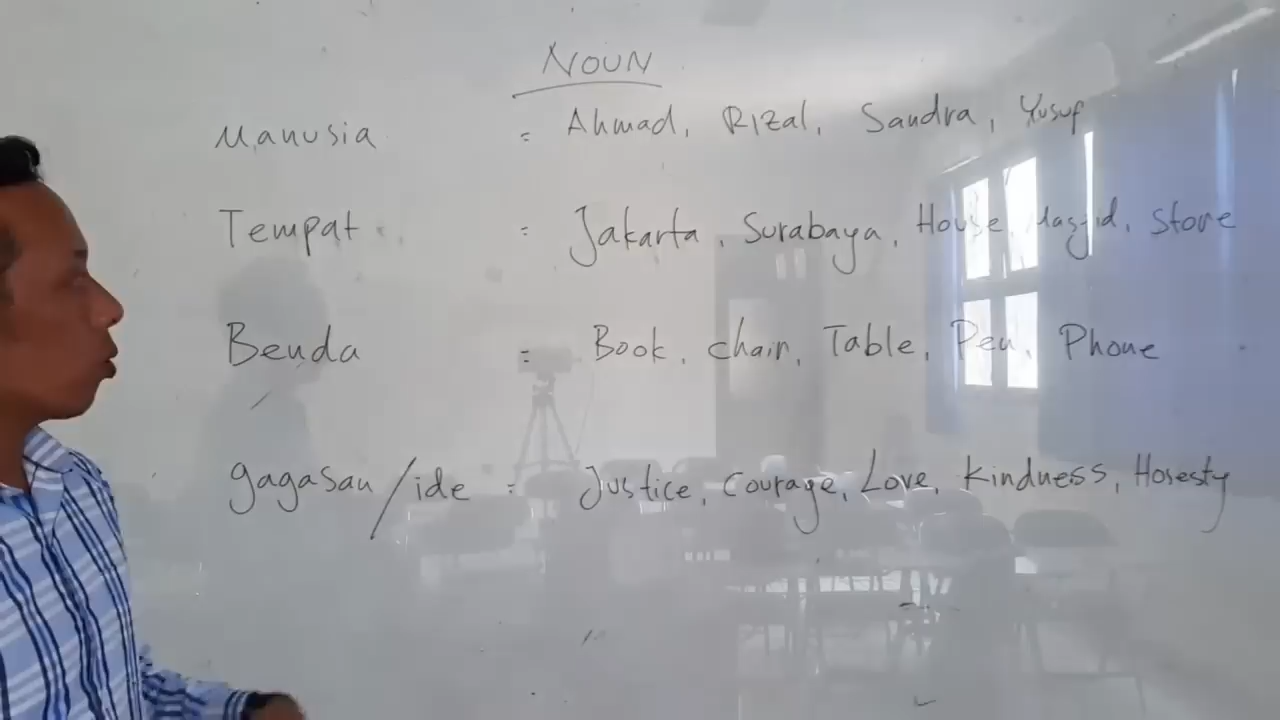 NOUN
Manusia = Ahmad, Rizal, Sandra, Yusuf
Tempat = Jakarta, Surabaya, House, Masjid, Store
Benda = Book, chair, Table, Pen, Phone
gagasan/ide = Justice, Courage, Love, Kindness, Honesty